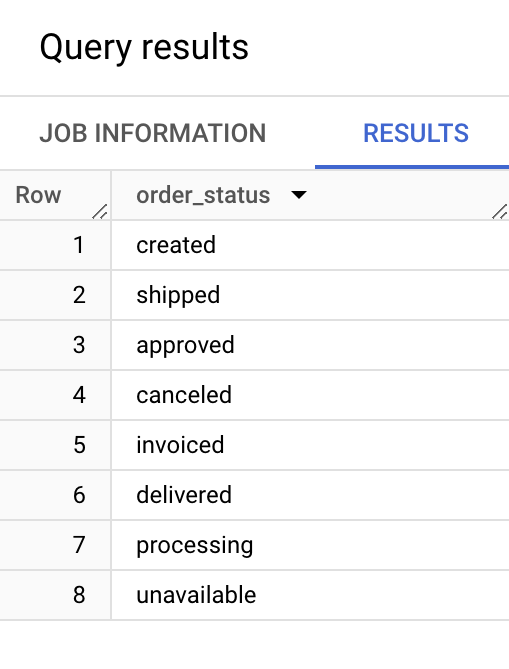 Query results
JOB INFORMATION RESULTS
Row order_status
1 created
2 shipped
3 approved
4 canceled
5 invoiced
6 delivered
7 processing
8 unavailable